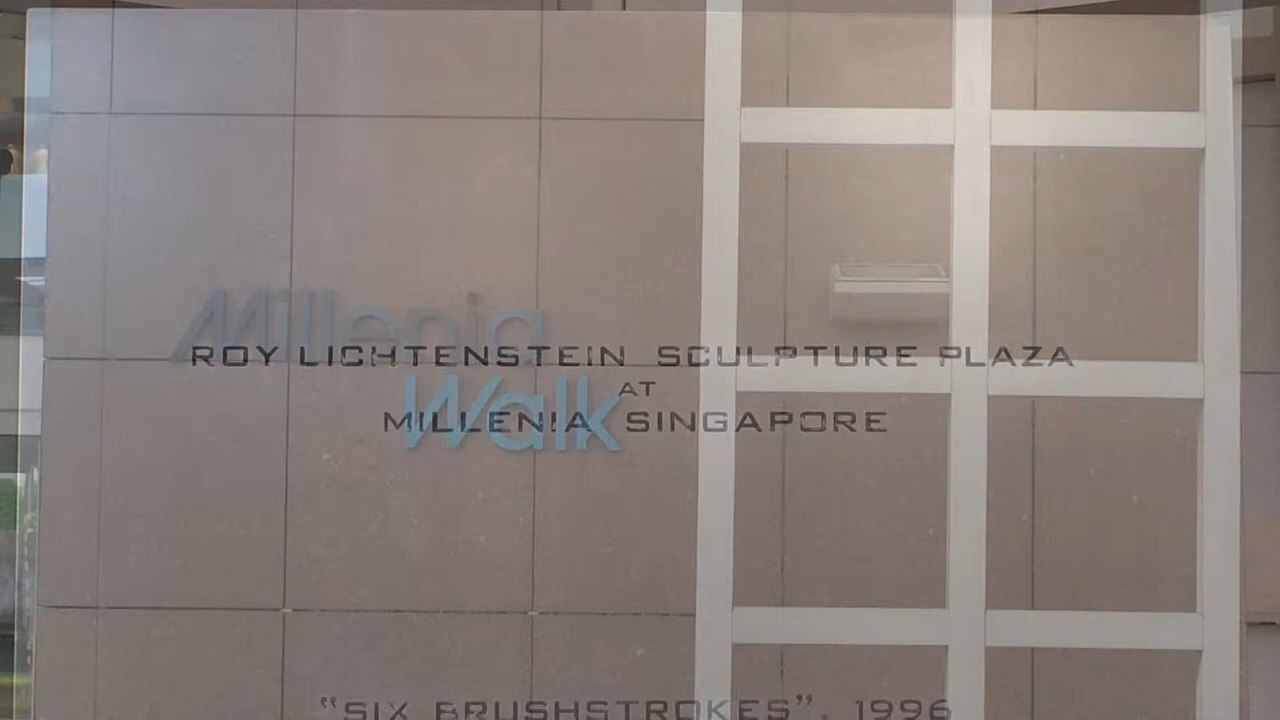 Millenia
ROY LICHTENSTEIN SCULPTURE PLAZA
Walk
AT
MILLENIA SINGAPORE
"SIX BRUSHSTROKES", 1996